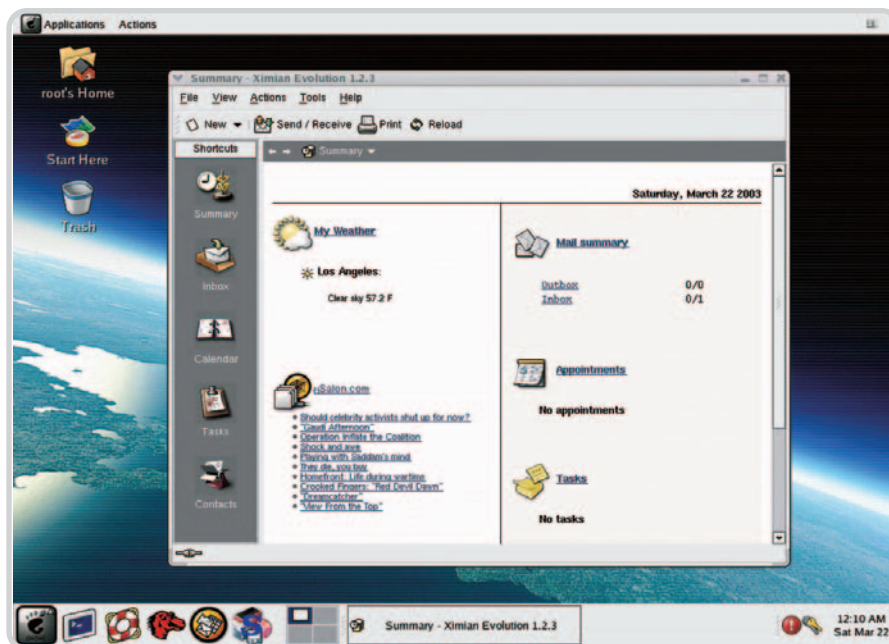 Applications Actions
root's Home
Start Here
Trash
Summary - Ximian Evolution 1.2.3
File View Actions Tools Help
New Send / Receive Print Reload
Shortcuts
Summary
Summary
Inbox
Calendar
Tasks
Contacts
Saturday, March 22 2003
My Weather
Los Angeles:
Clear sky 57.2 F
Salon.com
Should celebrity activists shut up for now?
"Gaudi Afternoon"
Operation Inflate the Coalition
Shock and awe
Playing with Saddam's mind
They die, you buy
Homefront: Life during wartime
Crooked Fingers: "Red Devil Dawn"
"Dreamcatcher"
"View From the Top"
Mail summary
Outbox 0/0
Inbox 0/1
Appointments
No appointments
Tasks
No tasks
Summary - Ximian Evolution 1.2.3
12:10 AM
Sat Mar 22